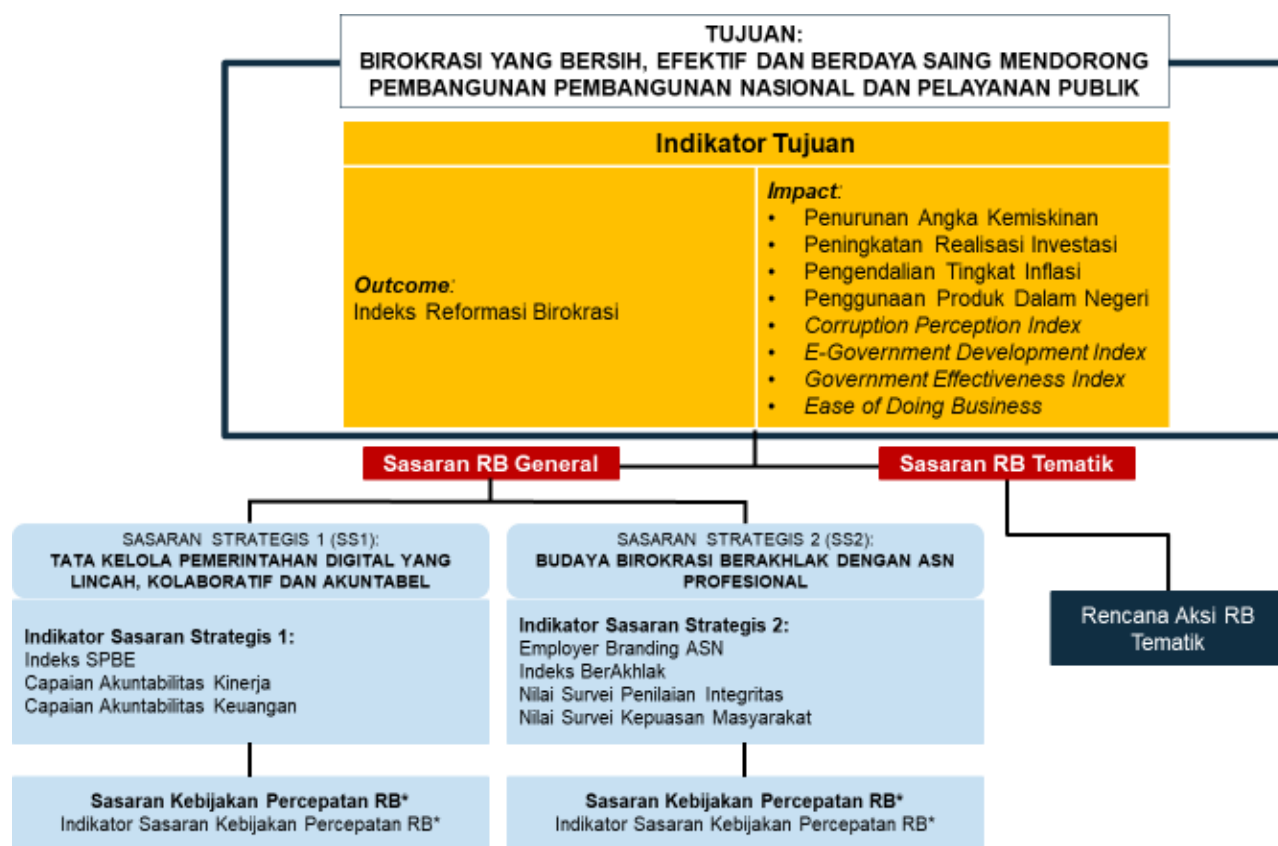 TUJUAN:
BIROKRASI YANG BERSIH, EFEKTIF DAN BERDAYA SAING MENDORONG
PEMBANGUNAN PEMBANGUNAN NASIONAL DAN PELAYANAN PUBLIK
Indikator Tujuan
Outcome:
Indeks Reformasi Birokrasi
Impact:
• Penurunan Angka Kemiskinan
• Peningkatan Realisasi Investasi
• Pengendalian Tingkat Inflasi
• Penggunaan Produk Dalam Negeri
• Corruption Perception Index
• E-Government Development Index
• Government Effectiveness Index
• Ease of Doing Business
Sasaran RB General
Sasaran RB Tematik
SASARAN STRATEGIS 1 (SS1):
TATA KELOLA PEMERINTAHAN DIGITAL YANG
LINCAH, KOLABORATIF DAN AKUNTABEL
Indikator Sasaran Strategis 1:
Indeks SPBE
Capaian Akuntabilitas Kinerja
Capaian Akuntabilitas Keuangan
Sasaran Kebijakan Percepatan RB*
Indikator Sasaran Kebijakan Percepatan RB*
SASARAN STRATEGIS 2 (SS2):
BUDAYA BIROKRASI BERAKHLAK DENGAN ASN
PROFESIONAL
Indikator Sasaran Strategis 2:
Employer Branding ASN
Indeks BerAkhlak
Nilai Survei Penilaian Integritas
Nilai Survei Kepuasan Masyarakat
Sasaran Kebijakan Percepatan RB*
Indikator Sasaran Kebijakan Percepatan RB*
Rencana Aksi RB
Tematik